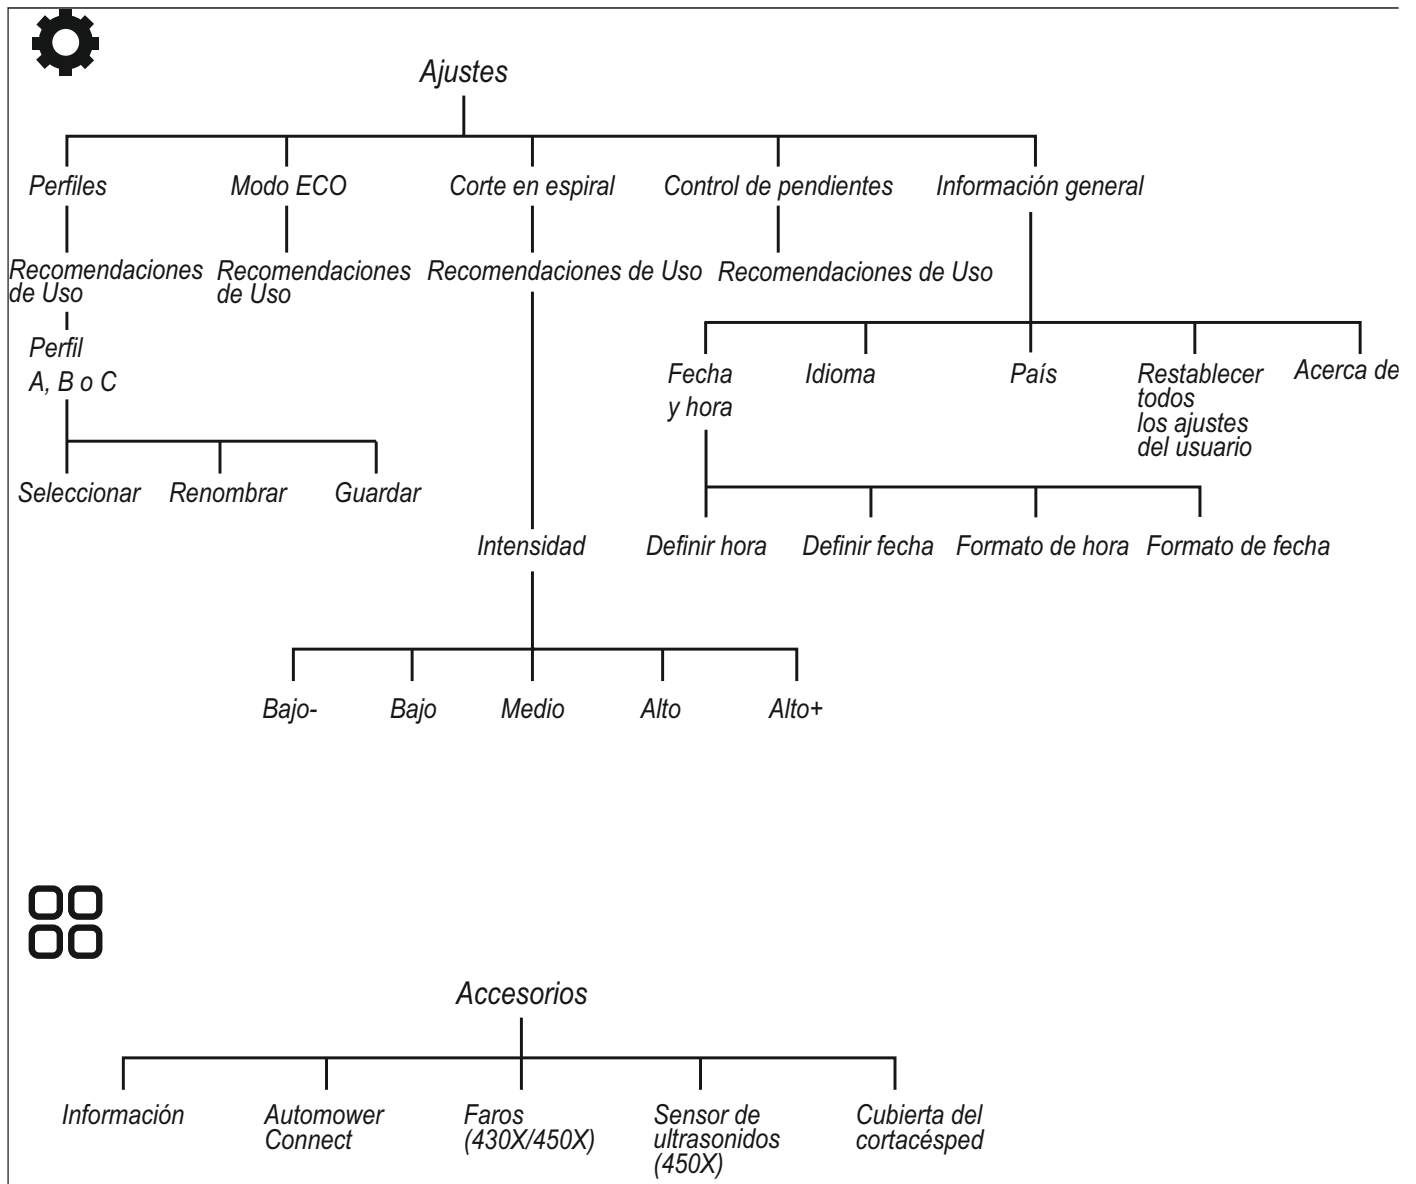 Ajustes
Perfiles
Modo ECO
Corte en espiral
Control de pendientes
Información general
Recomendaciones
de Uso
Recomendaciones
de Uso
Recomendaciones de Uso
Recomendaciones de Uso
Perfil
A, B o C
Fecha
y hora
Idioma
País
Restablecer
todos
los ajustes
del usuario
Acerca de
Seleccionar
Renombrar
Guardar
Intensidad
Definir hora
Definir fecha
Formato de hora
Formato de fecha
Bajo-
Bajo
Medio
Alto
Alto+
Accesorios
Información
Automower
Connect
Faros
(430X/450X)
Sensor de
ultrasonidos
(450X)
Cubierta del
cortacésped